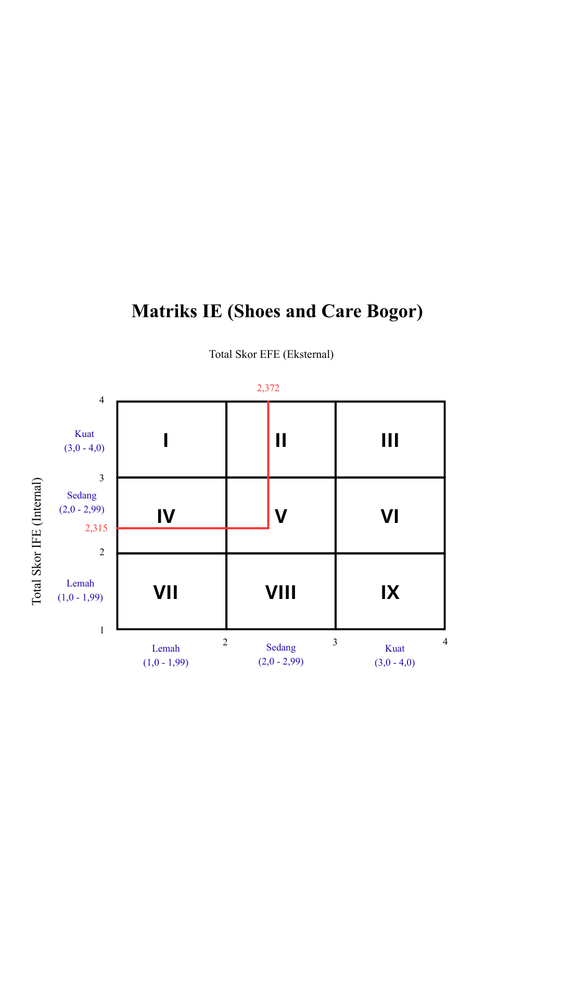 Matriks IE (Shoes and Care Bogor)
Total Skor EFE (Eksternal)
2,372
4
Kuat
(3,0 - 4,0)
I
II
III
3
Total Skor IFE (Internal)
Sedang
(2,0 - 2,99)
IV
V
VI
2,315
2
Lemah
(1,0 - 1,99)
VII
VIII
IX
1
2
3
4
Lemah
(1,0 - 1,99)
Sedang
(2,0 - 2,99)
Kuat
(3,0 - 4,0)